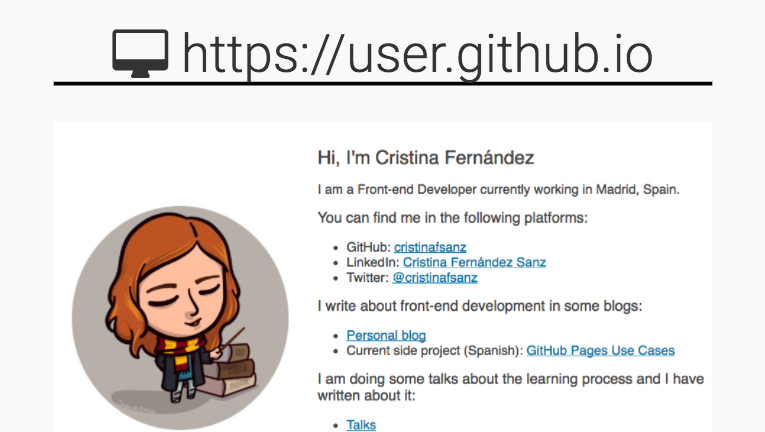 https://user.github.io
Hi, I'm Cristina Fernández
I am a Front-end Developer currently working in Madrid, Spain.
You can find me in the following platforms:
• GitHub: cristinafsanz
• LinkedIn: Cristina Fernández Sanz
• Twitter: @cristinafsanz
I write about front-end development in some blogs:
• Personal blog
• Current side project (Spanish): GitHub Pages Use Cases
I am doing some talks about the learning process and I have
written about it:
• Talks